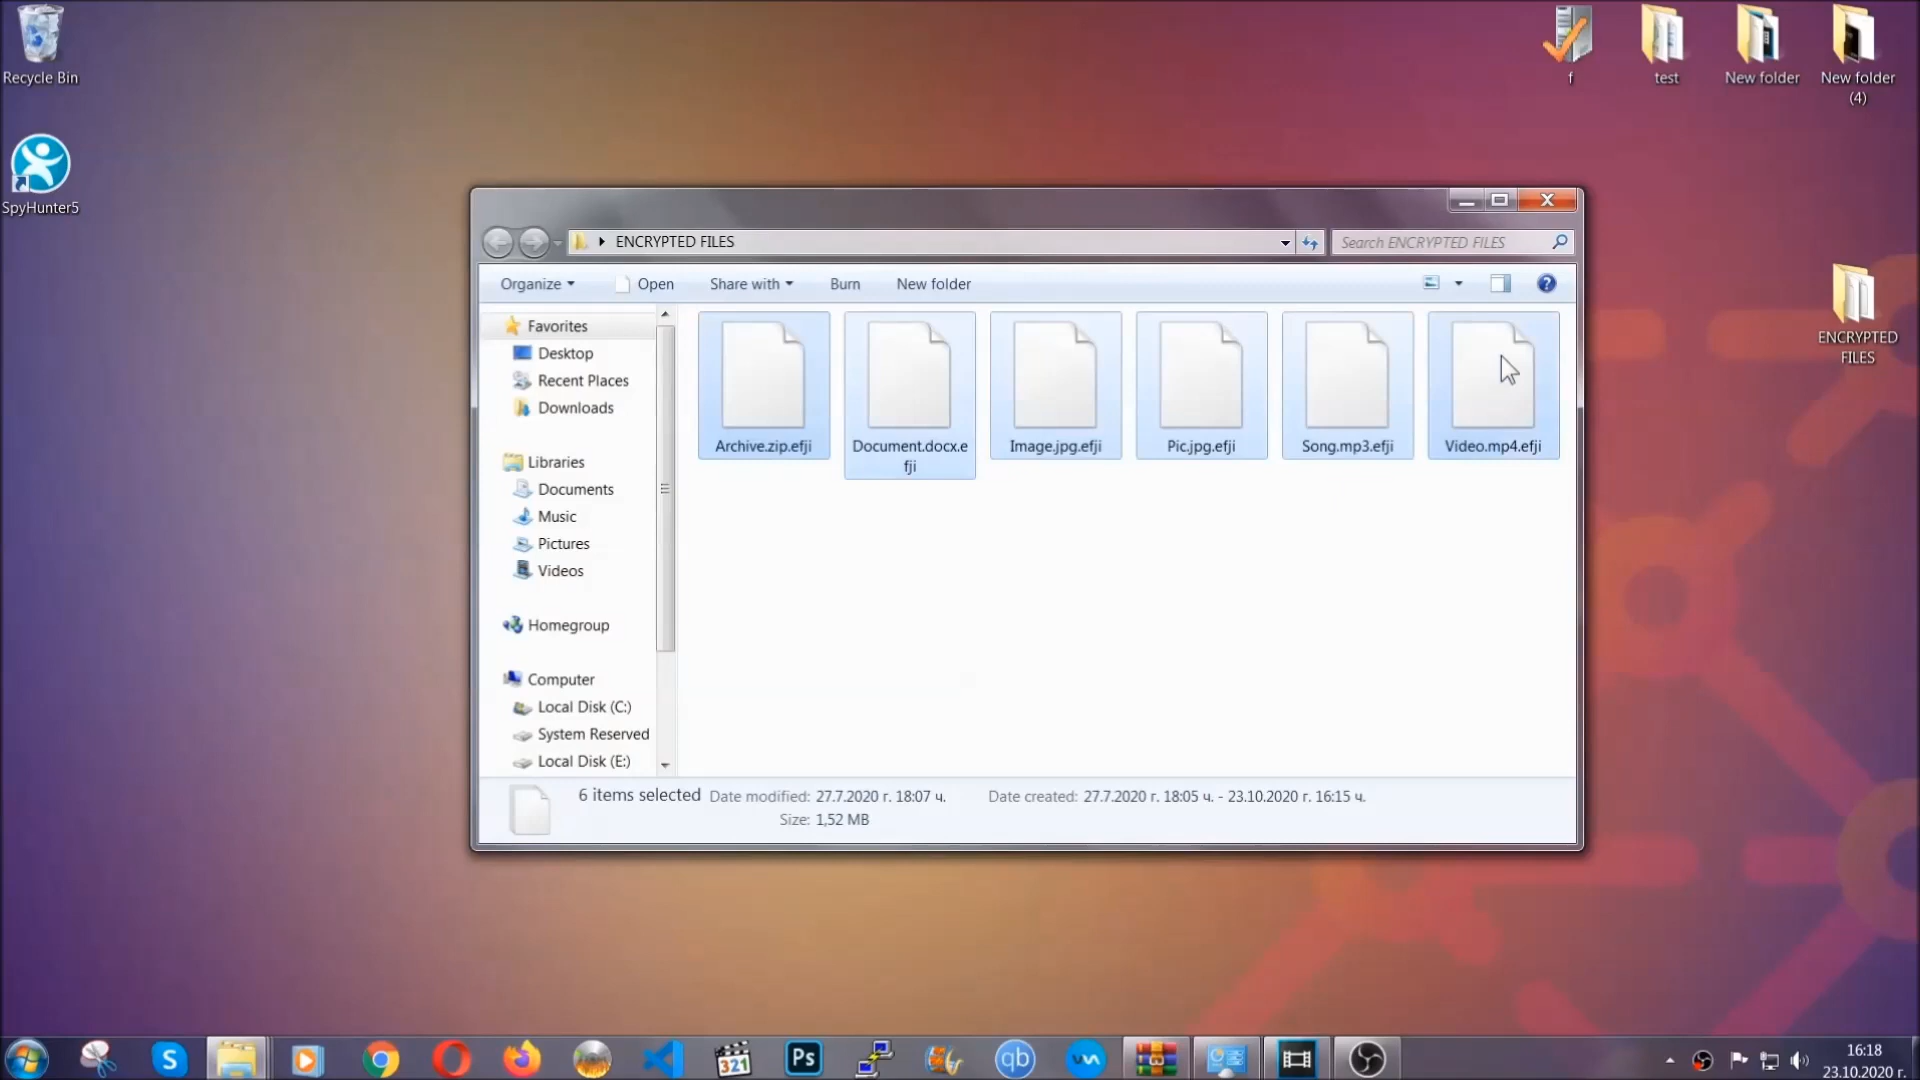 Recycle Bin
SpyHunter5
f
test
New folder
New folder
(4)
ENCRYPTED
FILES
ENCRYPTED FILES
Search ENCRYPTED FILES
Organize
Open
Share with
Burn
New folder
Favorites
Desktop
Recent Places
Downloads
Libraries
Documents
Music
Pictures
Videos
Homegroup
Computer
Local Disk (C:)
System Reserved
Local Disk (E:)
Archive.zip.efji
Document.docx.e
fji
Image.jpg.efji
Pic.jpg.efji
Song.mp3.efji
Video.mp4.efji
6 items selected Date modified: 27.7.2020 г. 18:07 ч. Date created: 27.7.2020 г. 18:05 ч. - 23.10.2020 г. 16:15 ч.
Size: 1,52 MB
S
321
Ps
qb
16:18
23.10.2020 г.